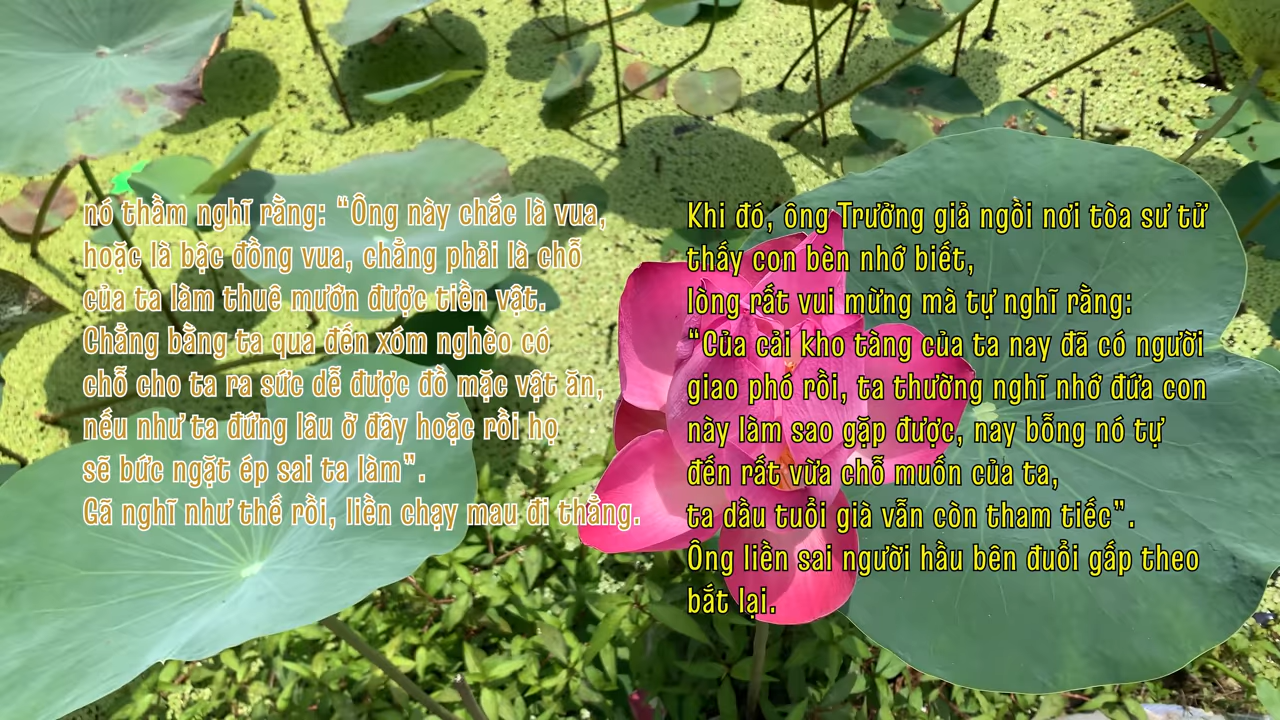 nó thầm nghĩ rằng: “Ông này chắc là vua,
hoặc là bậc đồng vua, chẳng phải là chỗ
của ta làm thuê mướn được tiền vật.
Chẳng bằng ta qua đến xóm nghèo có
chỗ cho ta ra sức dễ được đồ mặc vật ăn,
nếu như ta đứng lâu ở đây hoặc rồi họ
sẽ bức ngặt ép sai ta làm”.
Gã nghĩ như thế rồi, liền chạy mau đi thẳng.
Khi đó, ông Trưởng giả ngồi nơi tòa sư tử
thấy con bèn nhớ biết,
lòng rất vui mừng mà tự nghĩ rằng:
“Của cải kho tàng của ta nay đã có người
giao phó rồi, ta thường nghĩ nhớ đứa con
này làm sao gặp được, nay bỗng nó tự
đến rất vừa chỗ muốn của ta,
ta dầu tuổi già vẫn còn tham tiếc”.
Ông liền sai người hầu bên đuổi gấp theo
bắt lại.